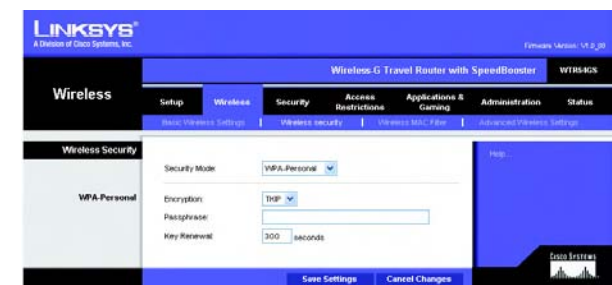 LINKSYS®
A Division of Cisco Systems, Inc.
Firmware Version: V1.0_00
Wireless-G Travel Router with SpeedBooster WTR54GS
Wireless
Setup Wireless Security Access Restrictions Applications & Gaming Administration Status
Basic Wireless Settings | Wireless security | Wireless MAC Filter | Advanced Wireless Settings
Wireless Security
Help...
Security Mode: WPA-Personal
WPA-Personal
Encryption: TKIP
Passphrase:
Key Renewal: 300 seconds
Save Settings Cancel Changes
CISCO SYSTEMS